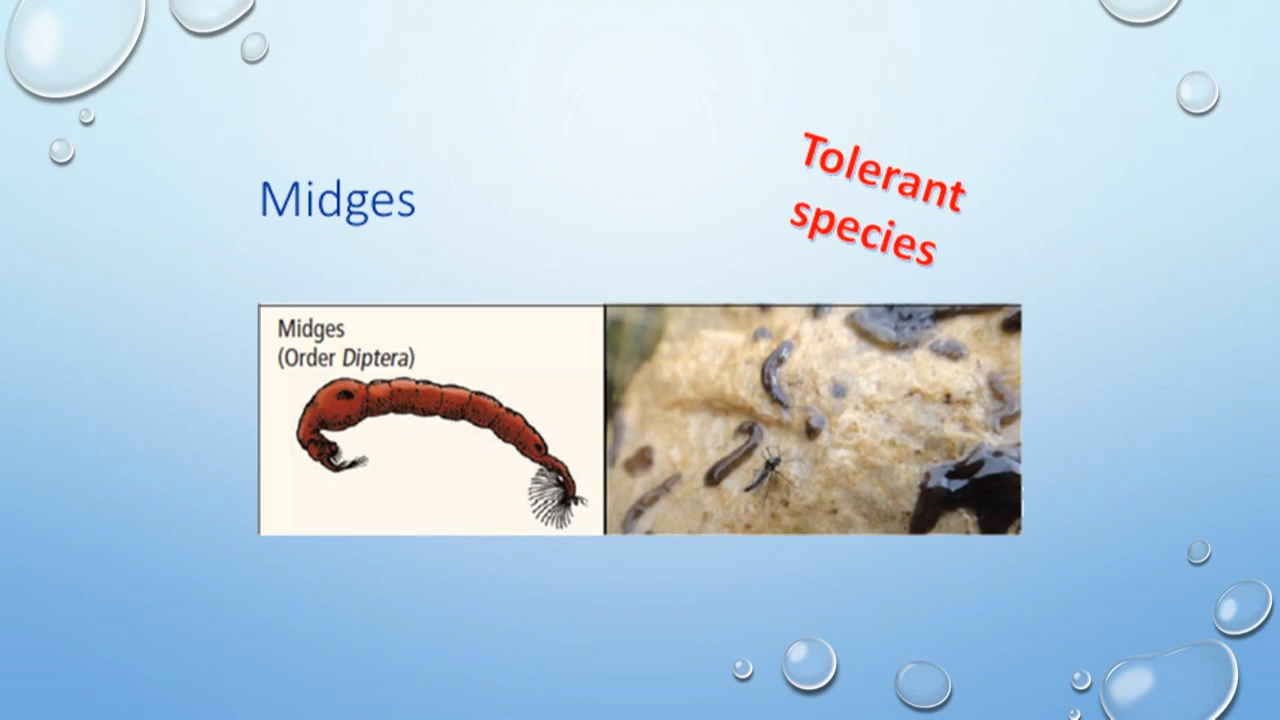 Midges
Tolerant
species
Midges
(Order Diptera)